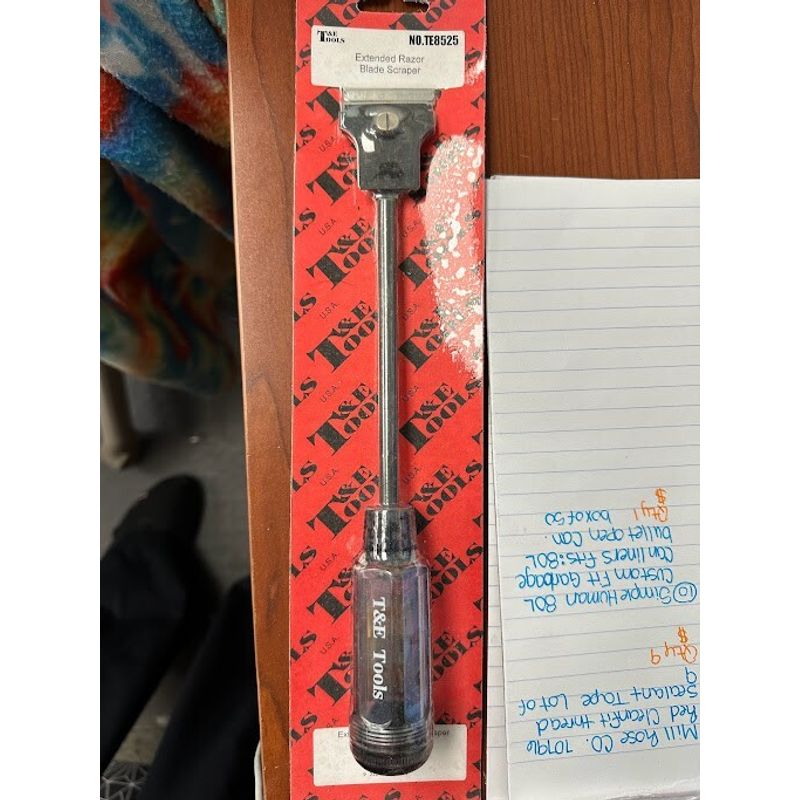 T&E TOOLS
NO.TE8525
Extended Razor
Blade Scraper
T&E TOOLS
U.S.A.
T&E Tools
Mill Rose CO. 70796
Red Cleanfit thread
Sealant Tape Lot of
9
Qty 9
$
10 Simple Human 80L
Custom Fit Garbage
Can liners Fits: 80L
bullet open can.
box of 50
Qty 1
$